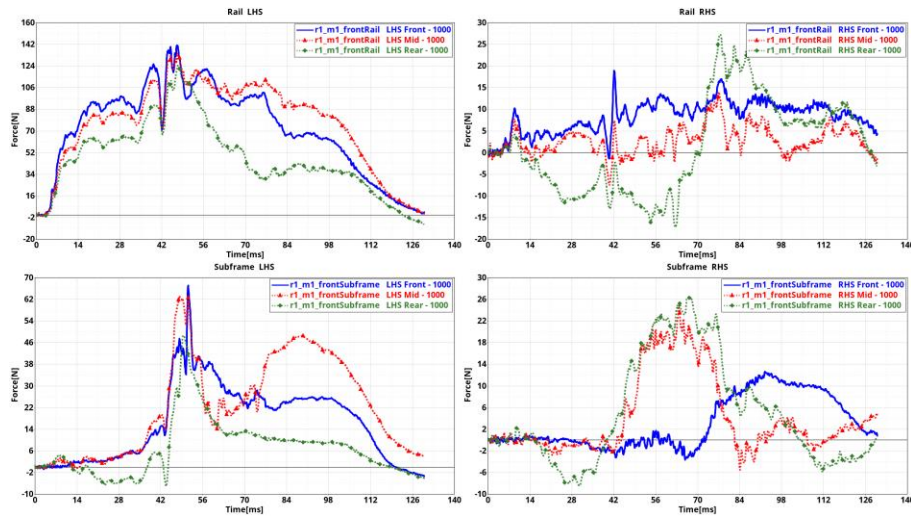 Rail LHS
r1_m1_frontRail LHS Front - 1000
r1_m1_frontRail LHS Mid - 1000
r1_m1_frontRail LHS Rear - 1000
Force[N]
160
142
124
106
88
70
52
34
16
-2
-20
0 14 28 42 56 70 84 98 112 126 140
Time[ms]
Rail RHS
r1_m1_frontRail RHS Front - 1000
r1_m1_frontRail RHS Mid - 1000
r1_m1_frontRail RHS Rear - 1000
Force[N]
30
25
20
15
10
5
0
-5
-10
-15
-20
0 14 28 42 56 70 84 98 112 126 140
Time[ms]
Subframe LHS
r1_m1_frontSubframe LHS Front - 1000
r1_m1_frontSubframe LHS Mid - 1000
r1_m1_frontSubframe LHS Rear - 1000
Force[N]
70
62
54
46
38
30
22
14
6
-2
-10
0 14 28 42 56 70 84 98 112 126 140
Time[ms]
Subframe RHS
r1_m1_frontSubframe RHS Front - 1000
r1_m1_frontSubframe RHS Mid - 1000
r1_m1_frontSubframe RHS Rear - 1000
Force[N]
30
26
22
18
14
10
6
2
-2
-6
-10
0 14 28 42 56 70 84 98 112 126 140
Time[ms]